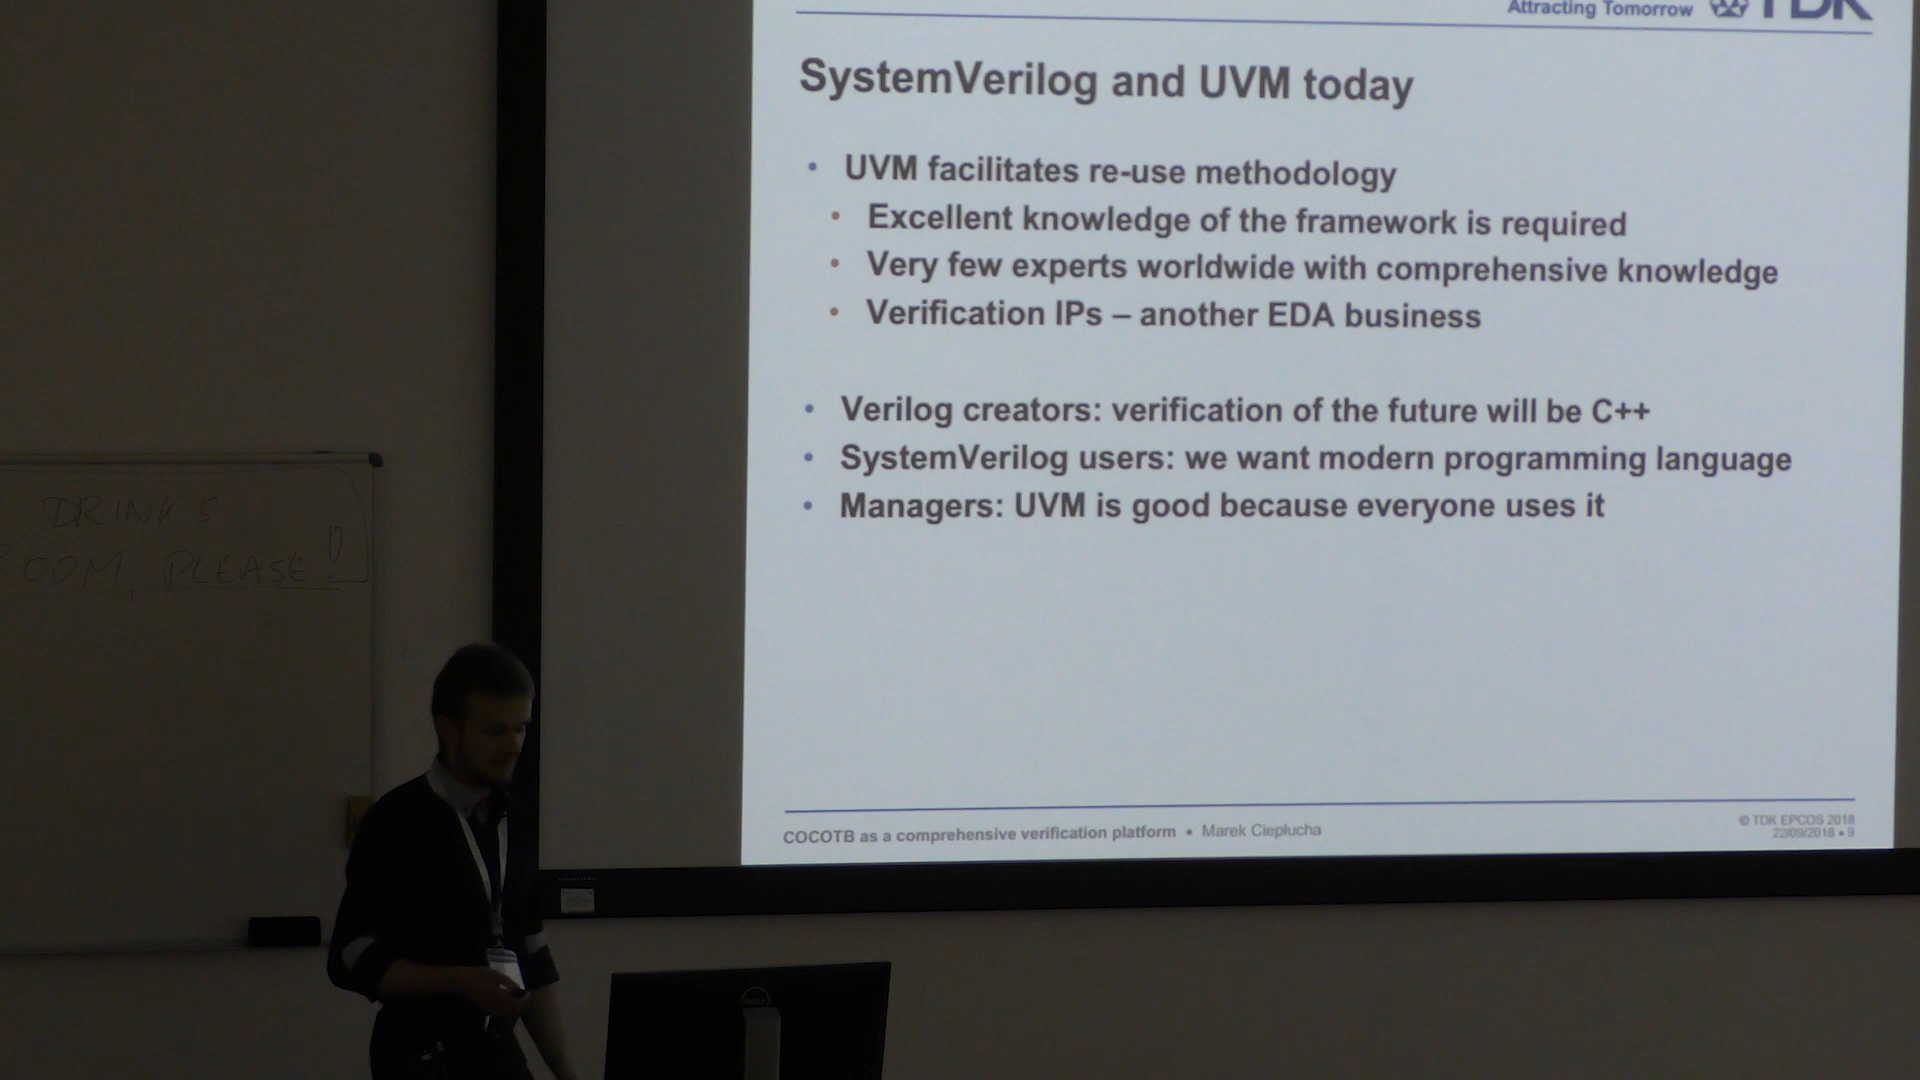 Attracting Tomorrow TDK
SystemVerilog and UVM today
• UVM facilitates re-use methodology
• Excellent knowledge of the framework is required
• Very few experts worldwide with comprehensive knowledge
• Verification IPs – another EDA business
• Verilog creators: verification of the future will be C++
• SystemVerilog users: we want modern programming language
• Managers: UVM is good because everyone uses it
COCOTB as a comprehensive verification platform • Marek Cieplucha
© TDK EPCOS 2018
22/09/2018 • 9
DRINKS
ROOM, PLEASE!
DELL